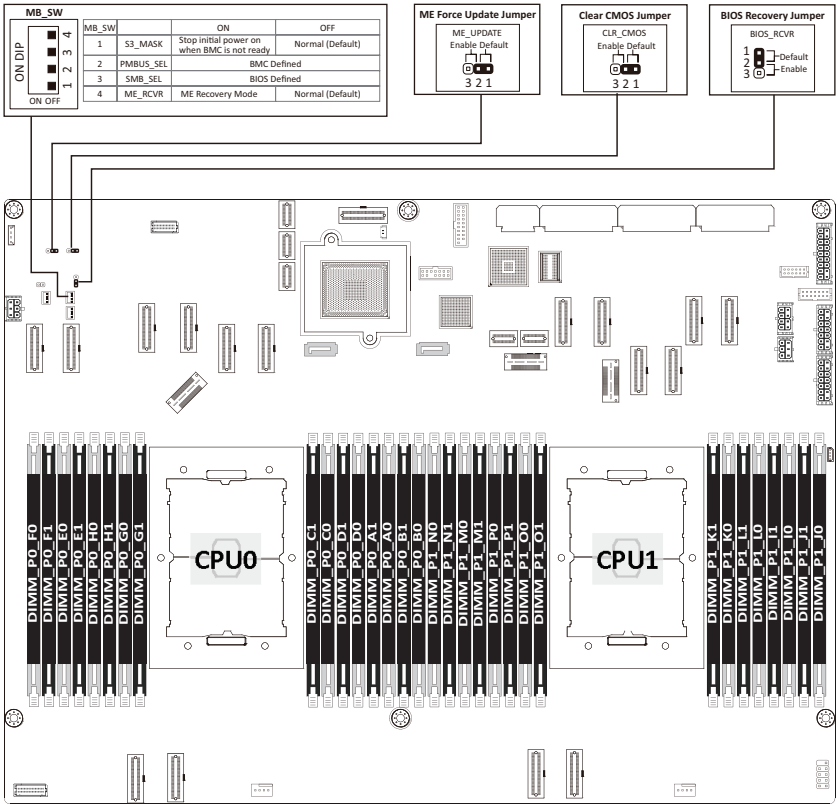 MB_SW
ON DIP
1 2 3 4
ON OFF
MB_SW ON OFF
1 S3_MASK Stop initial power on when BMC is not ready Normal (Default)
2 PMBUS_SEL BMC Defined
3 SMB_SEL BIOS Defined
4 ME_RCVR ME Recovery Mode Normal (Default)
ME Force Update Jumper
ME_UPDATE
Enable Default
3 2 1
Clear CMOS Jumper
CLR_CMOS
Enable Default
3 2 1
BIOS Recovery Jumper
BIOS_RCVR
1
2
3
Default
Enable
DIMM_P0_F0
DIMM_P0_F1
DIMM_P0_E0
DIMM_P0_E1
DIMM_P0_H0
DIMM_P0_H1
DIMM_P0_G0
DIMM_P0_G1
CPU0
DIMM_P0_C1
DIMM_P0_C0
DIMM_P0_D1
DIMM_P0_D0
DIMM_P0_A1
DIMM_P0_A0
DIMM_P0_B1
DIMM_P0_B0
DIMM_P1_N0
DIMM_P1_N1
DIMM_P1_M0
DIMM_P1_M1
DIMM_P1_P0
DIMM_P1_P1
DIMM_P1_O0
DIMM_P1_O1
CPU1
DIMM_P1_K1
DIMM_P1_K0
DIMM_P1_L1
DIMM_P1_L0
DIMM_P1_I1
DIMM_P1_I0
DIMM_P1_J1
DIMM_P1_J0